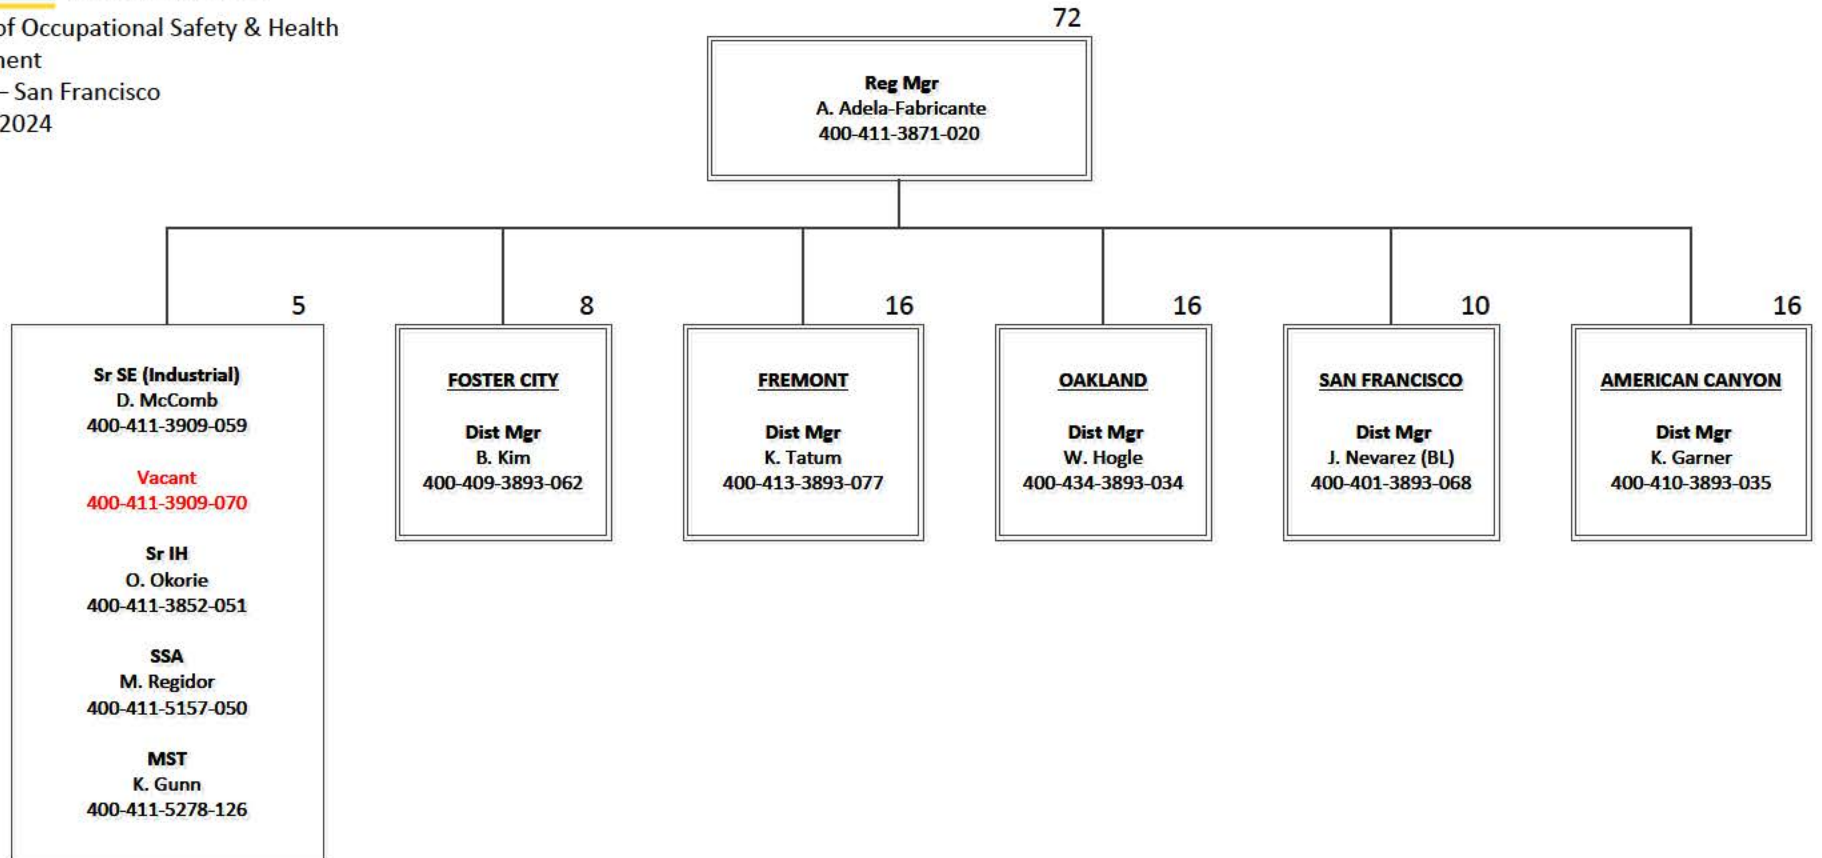 of Occupational Safety & Health
– San Francisco
2024
72
Reg Mgr
A. Adela-Fabricante
400-411-3871-020
5
Sr SE (Industrial)
D. McComb
400-411-3909-059
Vacant
400-411-3909-070
Sr IH
O. Okorie
400-411-3852-051
SSA
M. Regidor
400-411-5157-050
MST
K. Gunn
400-411-5278-126
8
FOSTER CITY
Dist Mgr
B. Kim
400-409-3893-062
16
FREMONT
Dist Mgr
K. Tatum
400-413-3893-077
16
OAKLAND
Dist Mgr
W. Hogle
400-434-3893-034
10
SAN FRANCISCO
Dist Mgr
J. Nevarez (BL)
400-401-3893-068
16
AMERICAN CANYON
Dist Mgr
K. Garner
400-410-3893-035